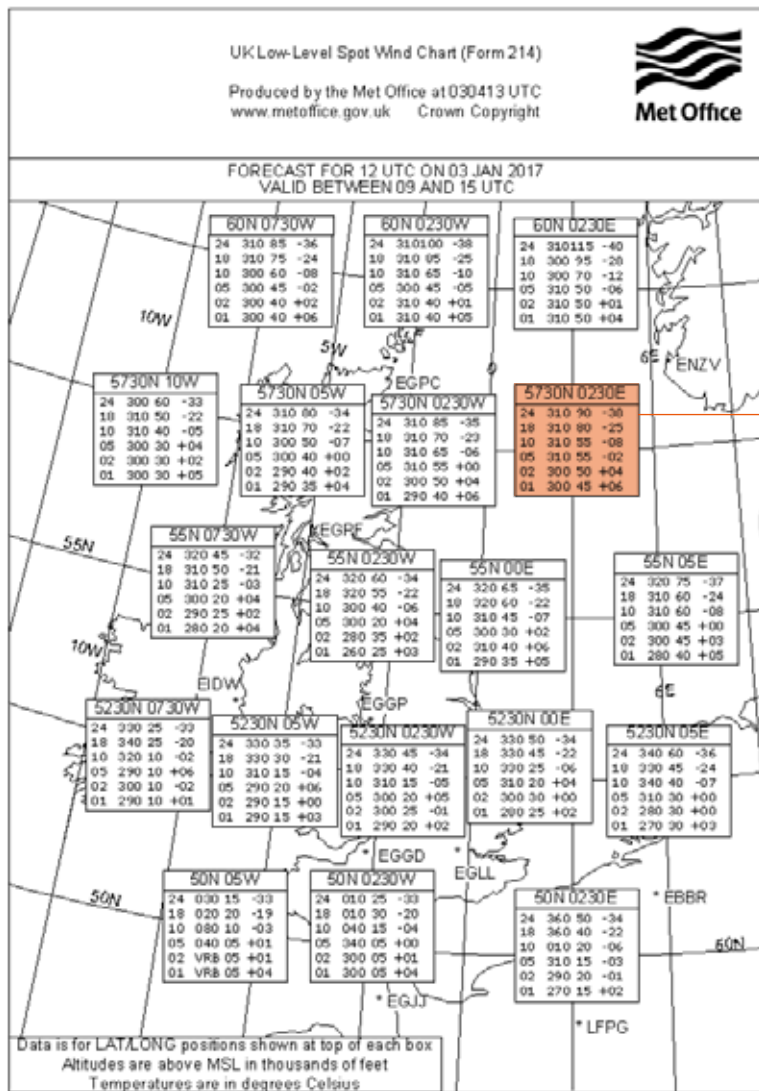 UK Low-Level Spot Wind Chart (Form 214)
Produced by the Met Office at 030413 UTC
www.metoffice.gov.uk Crown Copyright
Met Office
FORECAST FOR 12 UTC ON 03 JAN 2017
VALID BETWEEN 09 AND 15 UTC
60N 0730W
24 310 85 -36
18 310 75 -24
10 300 60 -08
05 300 45 -02
02 300 40 +02
01 300 40 +06
60N 0230W
24 310100 -38
18 310 85 -25
10 310 65 -10
05 300 45 -05
02 310 40 +01
01 310 40 +05
60N 0230E
24 310115 -40
18 300 95 -28
10 300 70 -12
05 310 50 -06
02 310 50 +01
01 310 50 +04
10W
5W
6E
ENZV
EGPC
5730N 10W
24 300 60 -33
18 310 50 -22
10 310 40 -05
05 300 30 +04
02 300 30 +02
01 300 30 +05
5730N 05W
24 310 80 -34
18 310 70 -22
10 300 50 -07
05 300 40 +00
02 290 40 +02
01 290 35 +04
5730N 0230W
24 310 85 -35
18 310 70 -23
10 310 65 -06
05 310 55 +00
02 300 50 +04
01 290 40 +06
5730N 0230E
24 310 90 -38
18 310 80 -25
10 310 55 -08
05 310 55 -02
02 300 50 +04
01 300 45 +06
55N
EGPF
55N 0730W
24 320 45 -32
18 310 50 -21
10 310 25 -03
05 300 20 +04
02 290 25 +02
01 280 20 +04
55N 0230W
24 320 60 -34
18 320 55 -22
10 300 40 -06
05 300 20 +04
02 280 35 +02
01 260 25 +03
55N 00E
24 320 65 -35
18 320 60 -22
10 310 45 -07
05 300 30 +02
02 310 40 +06
01 290 35 +05
55N 05E
24 320 75 -37
18 310 60 -24
10 310 60 -08
05 300 45 +00
02 300 45 +03
01 280 40 +05
10W
EIDW
*
EGGP
6E
5230N 0730W
24 330 25 -33
18 340 25 -20
10 320 10 -02
05 290 10 +06
02 300 10 -02
01 290 10 +01
5230N 05W
24 330 35 -33
18 330 30 -21
10 310 15 -04
05 290 20 +06
02 290 15 +00
01 290 15 +03
5230N 0230W
24 330 45 -34
18 330 40 -21
10 310 15 -05
05 300 20 +05
02 300 25 -01
01 290 20 +02
5230N 00E
24 330 50 -34
18 330 45 -22
10 330 25 -06
05 310 20 +04
02 300 30 +00
01 280 25 +02
5230N 05E
24 340 60 -36
18 330 45 -24
10 340 40 -07
05 310 30 +00
02 280 30 +00
01 270 30 +03
* EGGD
* EGLL
50N
* EBBR
60N
50N 05W
24 030 15 -33
18 020 20 -19
10 080 10 -03
05 040 05 +01
02 VRB 05 +01
01 VRB 05 +04
50N 0230W
24 010 25 -33
18 010 30 -20
10 040 15 -04
05 340 05 +00
02 300 05 +01
01 300 05 +04
50N 0230E
24 360 50 -34
18 360 40 -22
10 010 20 -06
05 310 15 -03
02 290 20 -01
01 270 15 +02
* EGJJ
* LFPG
Data is for LAT/LONG positions shown at top of each box
Altitudes are above MSL in thousands of feet
Temperatures are in degrees Celsius